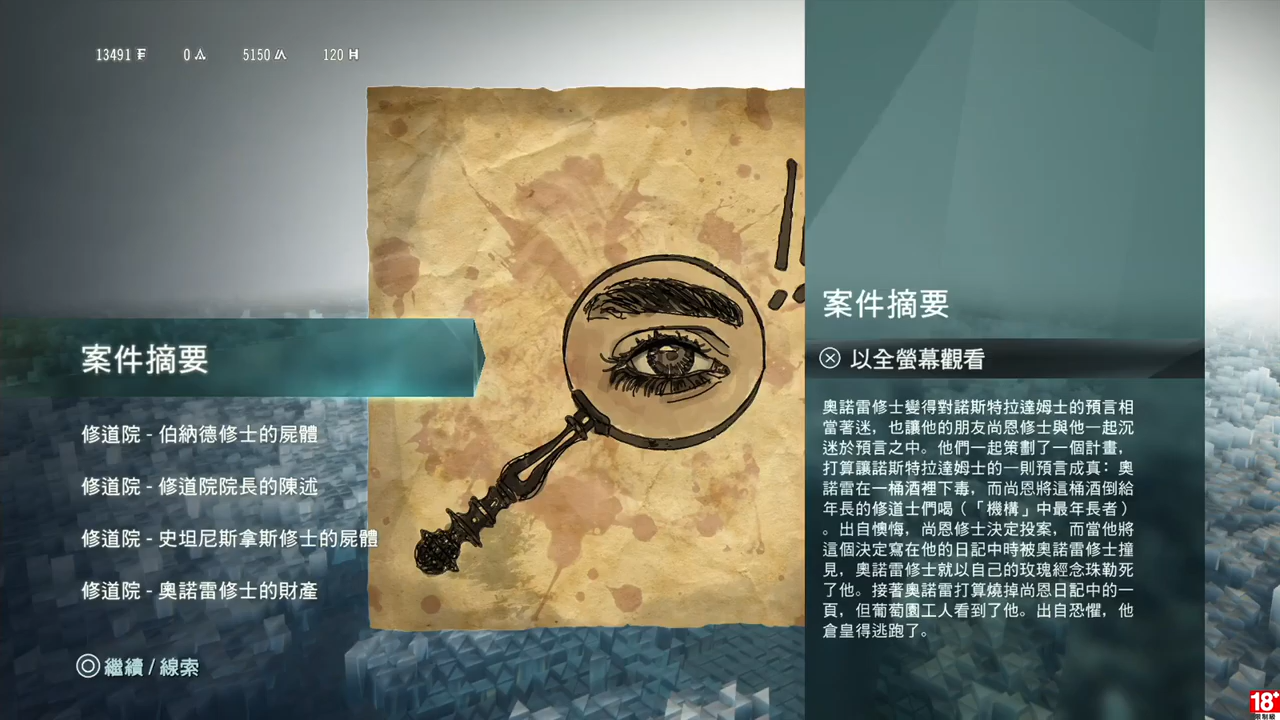 13491 0 5150 120
案件摘要
修道院 - 伯納德修士的屍體
修道院 - 修道院院長的陳述
修道院 - 史坦尼斯拿斯修士的屍體
修道院 - 奧諾雷修士的財產
繼續 / 線索
案件摘要
以全螢幕觀看
奧諾雷修士變得對諾斯特拉達姆士的預言相
當著迷，也讓他的朋友尚恩修士與他一起沉
迷於預言之中。他們一起策劃了一個計畫，
打算讓諾斯特拉達姆士的一則預言成真：奧
諾雷在一桶酒裡下毒，而尚恩將這桶酒倒給
年長的修道士們喝（「機構」中最年長者）
。出自懊悔，尚恩修士決定投案，而當他將
這個決定寫在他的日記中時被奧諾雷修士撞
見，奧諾雷修士就以自己的玫瑰經念珠勒死
了他。接著奧諾雷打算燒掉尚恩日記中的一
頁，但葡萄園工人看到了他。出自恐懼，他
倉皇得逃跑了。
18+